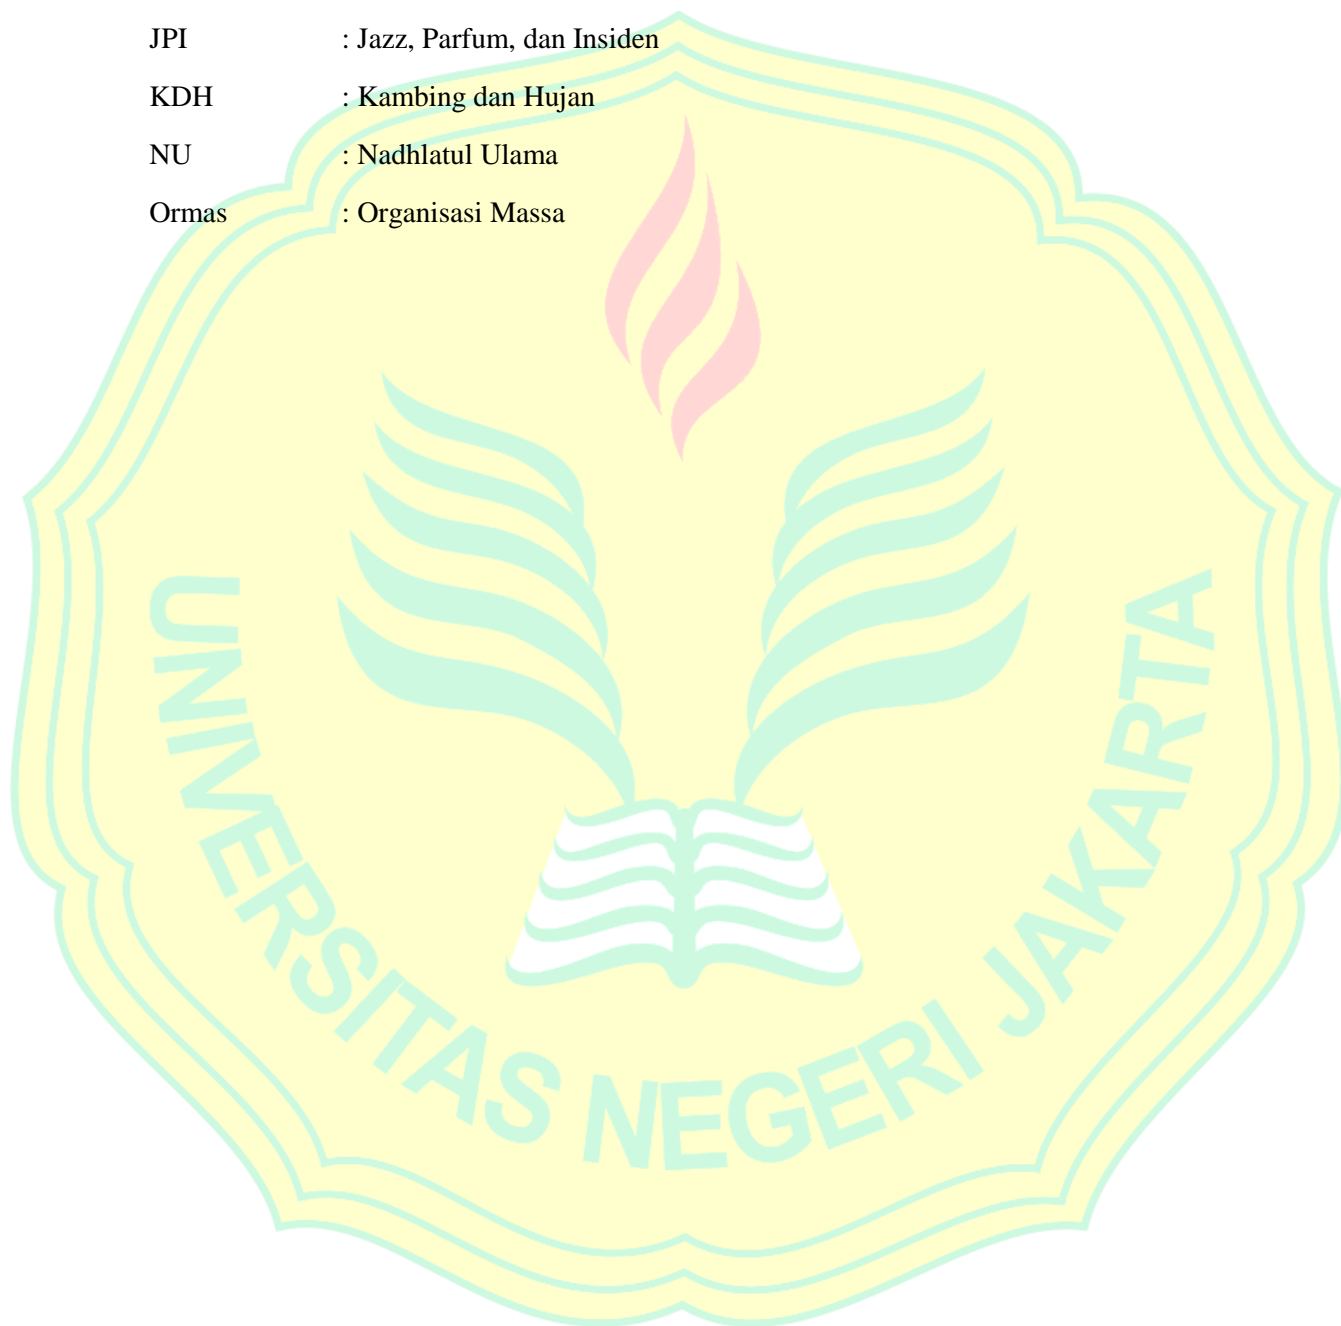 JPI : Jazz, Parfum, dan Insiden
KDH : Kambing dan Hujan
NU : Nadhlatul Ulama
Ormas : Organisasi Massa
UNIVERSITAS NEGERI JAKARTA